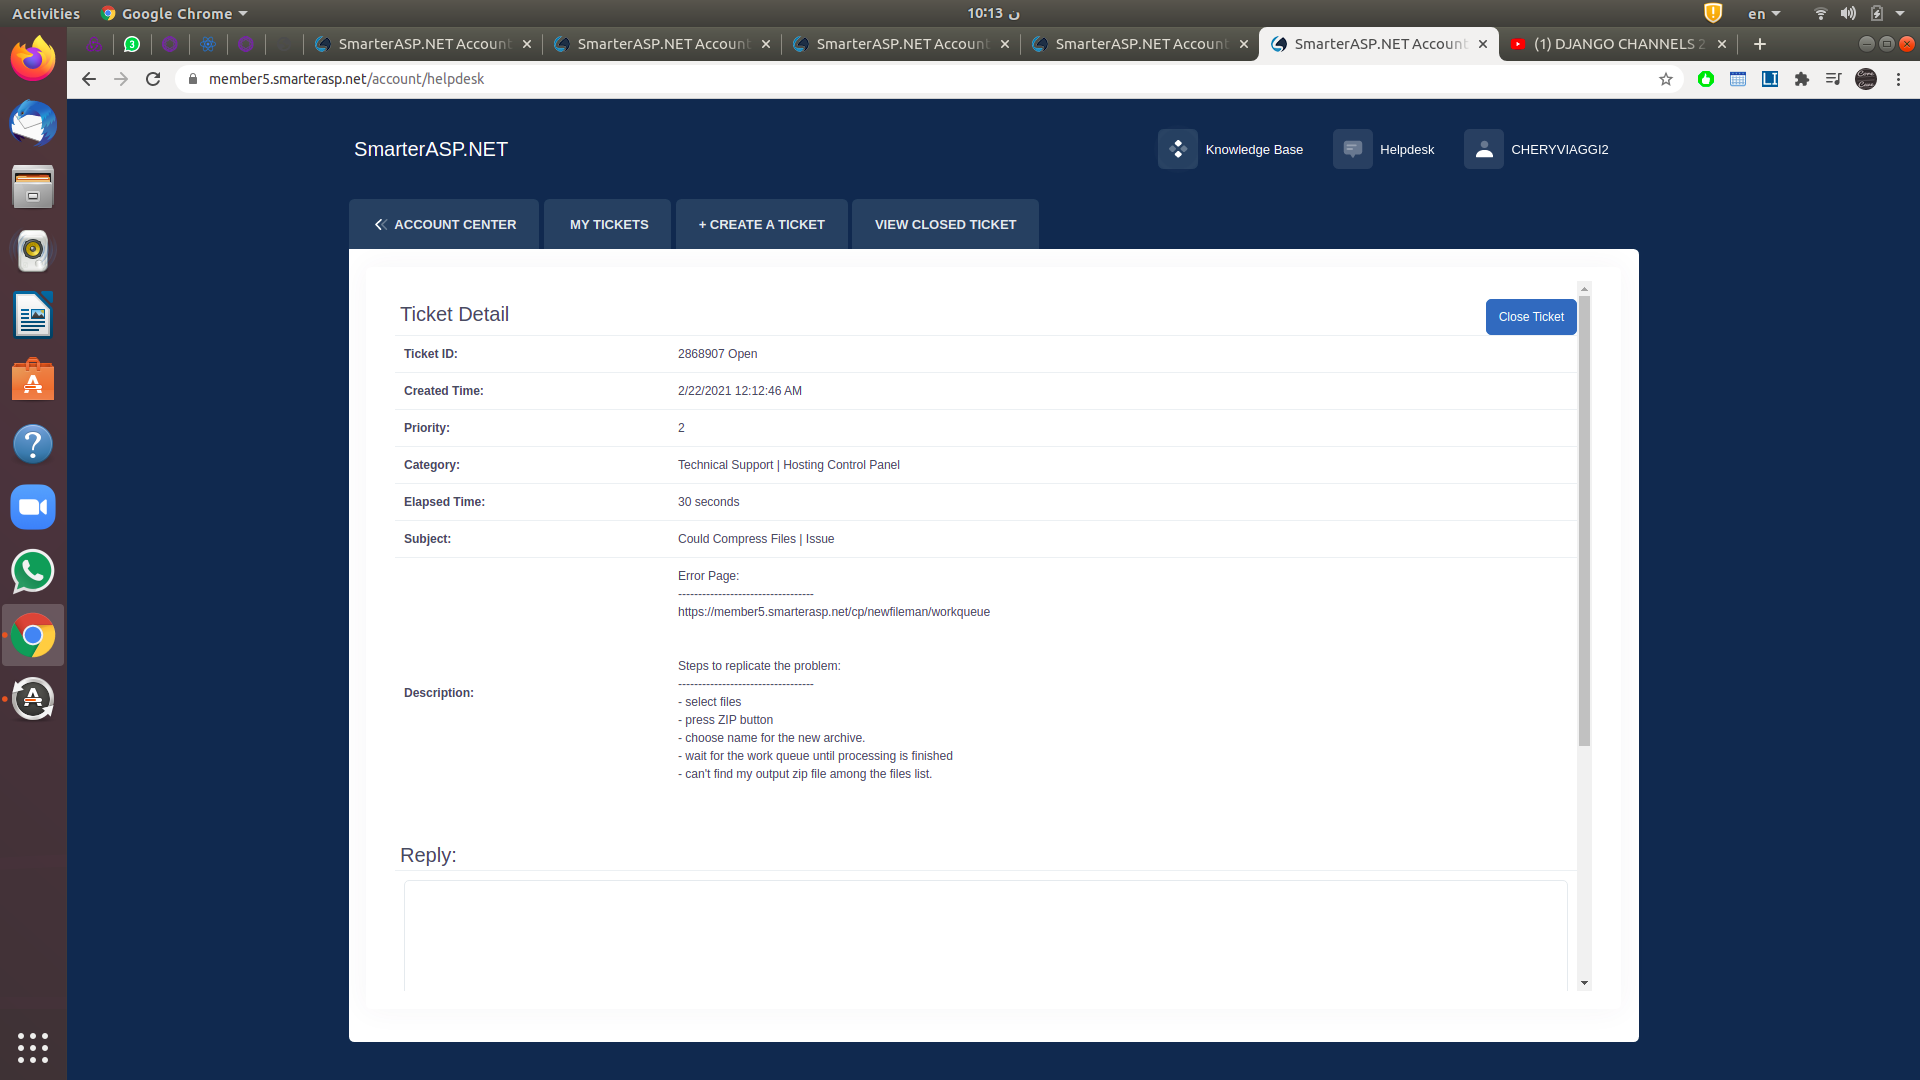 Activities
Google Chrome
10:13 ن
en
3
SmarterASP.NET Account
SmarterASP.NET Account
SmarterASP.NET Account
SmarterASP.NET Account
SmarterASP.NET Account
(1) DJANGO CHANNELS 2
member5.smarterasp.net/account/helpdesk
LI
SmarterASP.NET
Knowledge Base
Helpdesk
CHERYVIAGGI2
ACCOUNT CENTER
MY TICKETS
+ CREATE A TICKET
VIEW CLOSED TICKET
Ticket Detail
Close Ticket
Ticket ID: 2868907 Open
Created Time: 2/22/2021 12:12:46 AM
Priority: 2
Category: Technical Support | Hosting Control Panel
Elapsed Time: 30 seconds
Subject: Could Compress Files | Issue
Description:
Error Page:
----------------------------------
https://member5.smarterasp.net/cp/newfileman/workqueue
Steps to replicate the problem:
----------------------------------
- select files
- press ZIP button
- choose name for the new archive.
- wait for the work queue until processing is finished
- can't find my output zip file among the files list.
Reply: